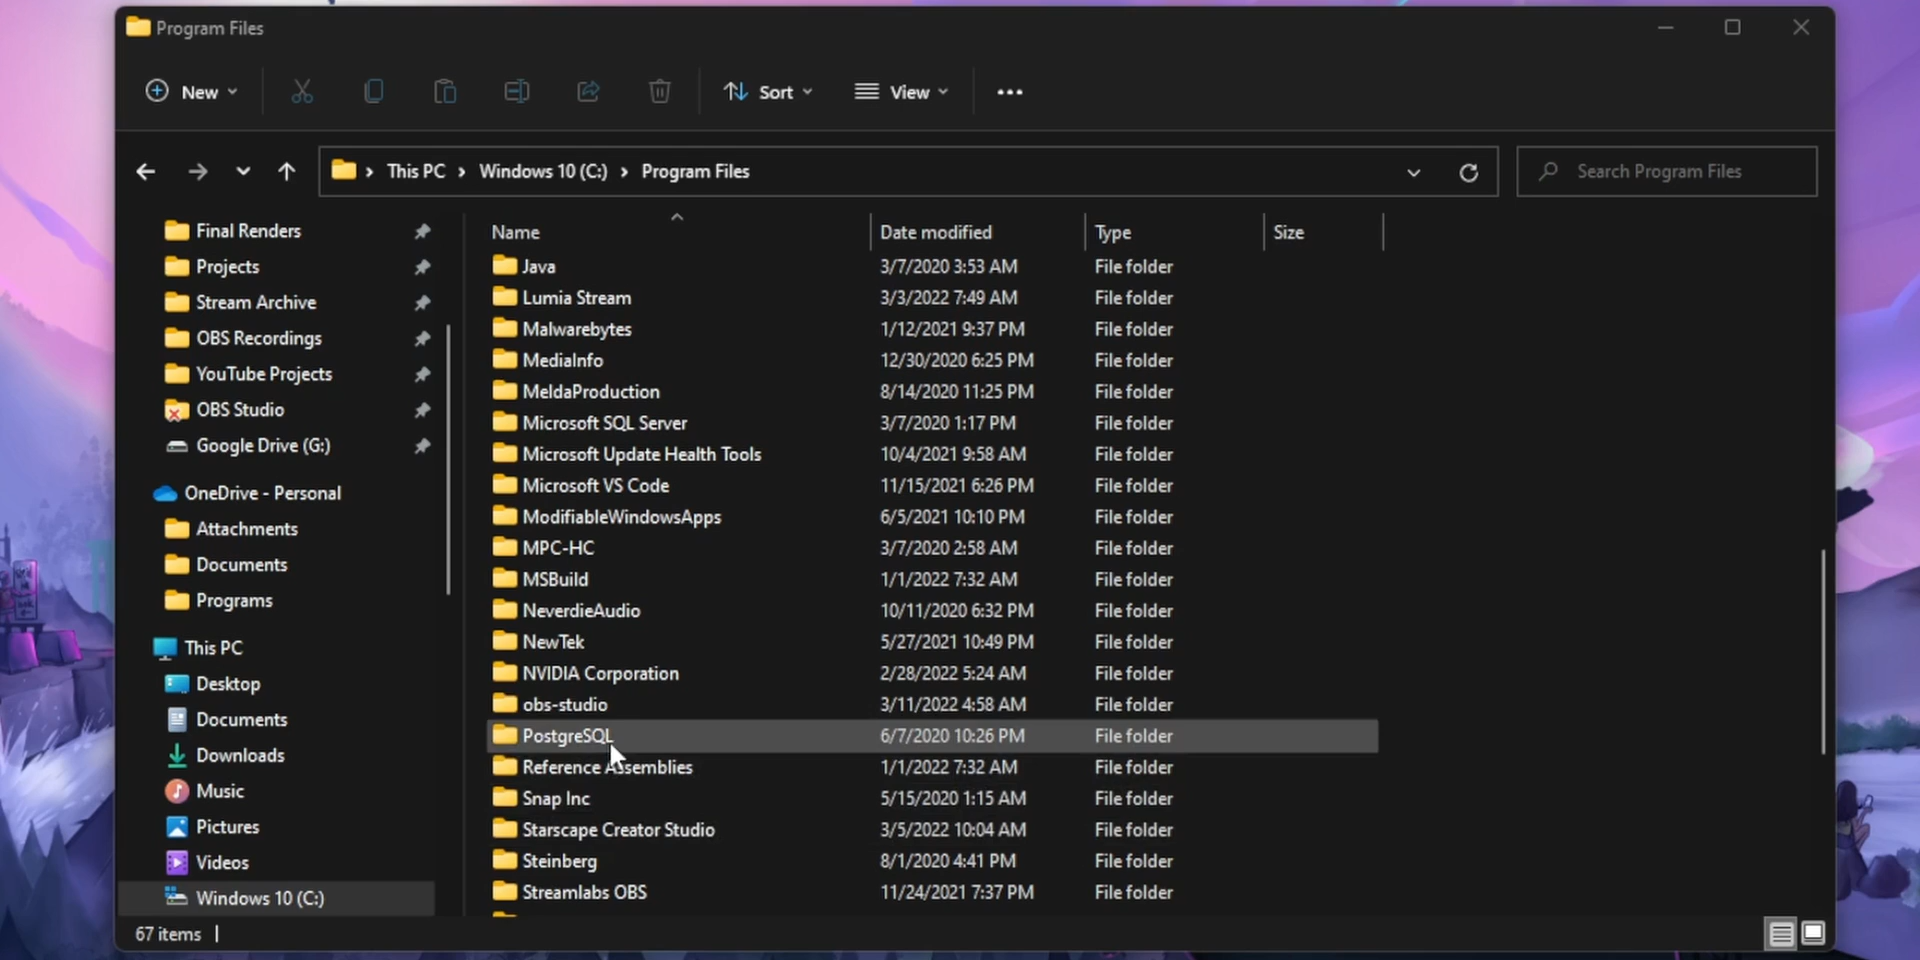 Program Files
New Sort View
This PC › Windows 10 (C:) › Program Files
Search Program Files
Final Renders
Projects
Stream Archive
OBS Recordings
YouTube Projects
OBS Studio
Google Drive (G:)
OneDrive - Personal
Attachments
Documents
Programs
This PC
Desktop
Documents
Downloads
Music
Pictures
Videos
Windows 10 (C:)
Name Date modified Type Size
Java 3/7/2020 3:53 AM File folder
Lumia Stream 3/3/2022 7:49 AM File folder
Malwarebytes 1/12/2021 9:37 PM File folder
MediaInfo 12/30/2020 6:25 PM File folder
MeldaProduction 8/14/2020 11:25 PM File folder
Microsoft SQL Server 3/7/2020 1:17 PM File folder
Microsoft Update Health Tools 10/4/2021 9:58 AM File folder
Microsoft VS Code 11/15/2021 6:26 PM File folder
ModifiableWindowsApps 6/5/2021 10:10 PM File folder
MPC-HC 3/7/2020 2:58 AM File folder
MSBuild 1/1/2022 7:32 AM File folder
NeverdieAudio 10/11/2020 6:32 PM File folder
NewTek 5/27/2021 10:49 PM File folder
NVIDIA Corporation 2/28/2022 5:24 AM File folder
obs-studio 3/11/2022 4:58 AM File folder
PostgreSQL 6/7/2020 10:26 PM File folder
Reference Assemblies 1/1/2022 7:32 AM File folder
Snap Inc 5/15/2020 1:15 AM File folder
Starscape Creator Studio 3/5/2022 10:04 AM File folder
Steinberg 8/1/2020 4:41 PM File folder
Streamlabs OBS 11/24/2021 7:37 PM File folder
67 items